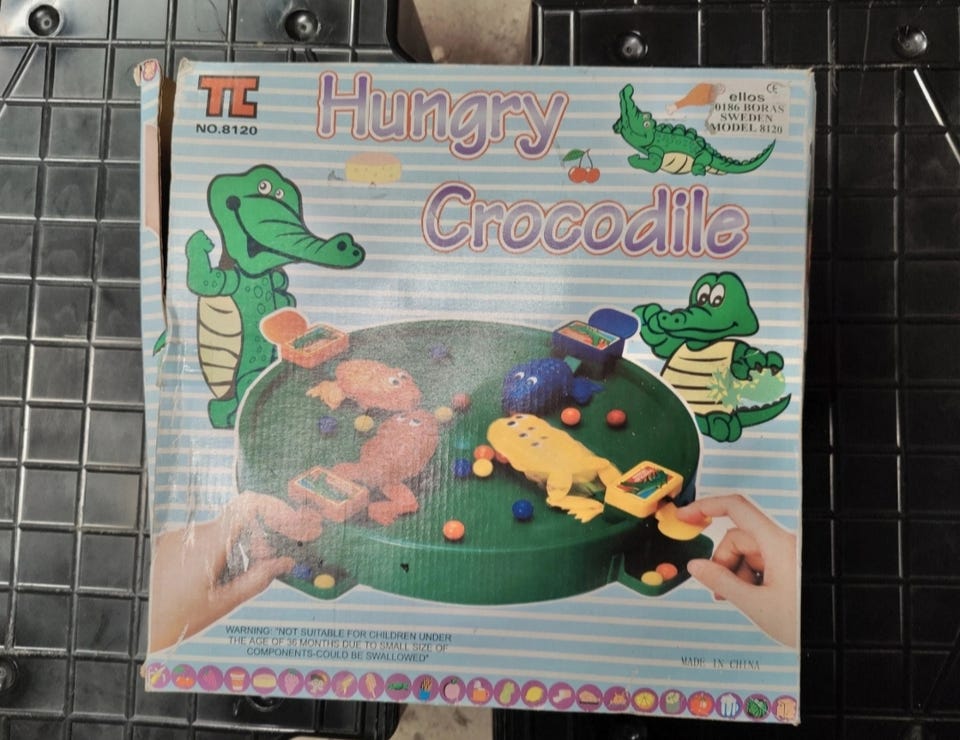 TC
NO.8120
Hungry
Crocodile
CE
ellos
0186 BORAS
SWEDEN
MODEL 8120
WARNING: "NOT SUITABLE FOR CHILDREN UNDER
THE AGE OF 36 MONTHS DUE TO SMALL SIZE OF
COMPONENTS-COULD BE SWALLOWED"
MADE IN CHINA